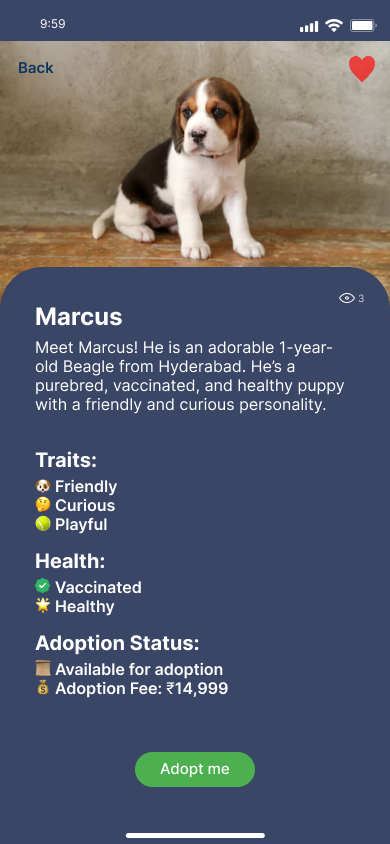 9:59
Back
3
Marcus
Meet Marcus! He is an adorable 1-year-
old Beagle from Hyderabad. He's a
purebred, vaccinated, and healthy puppy
with a friendly and curious personality.
Traits:
🐶 Friendly
🤔 Curious
🎾 Playful
Health:
Vaccinated
🌟 Healthy
Adoption Status:
Available for adoption
💰 Adoption Fee: ₹14,999
Adopt me